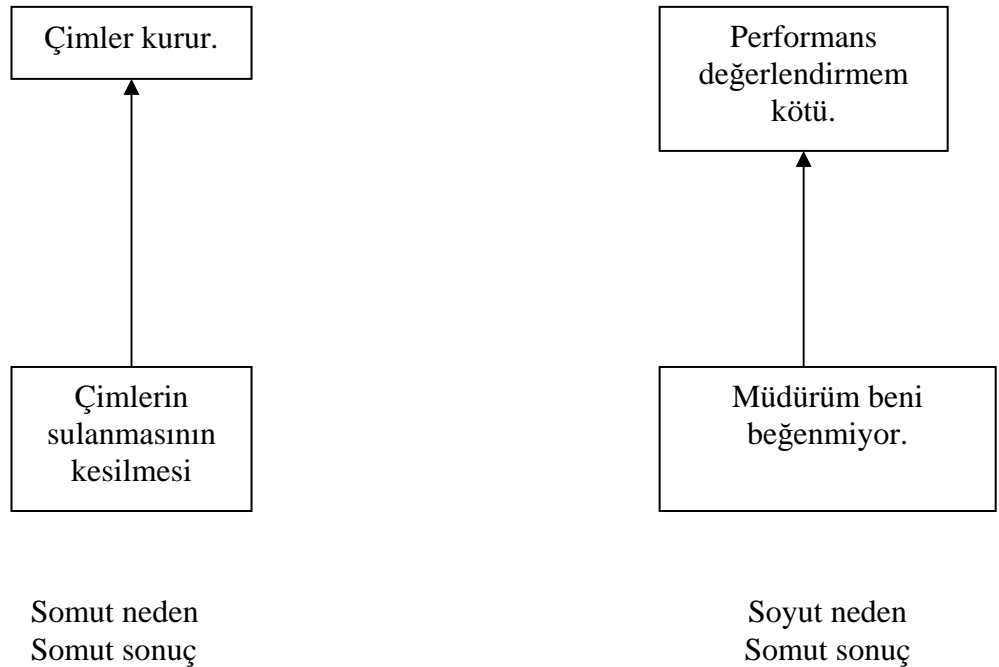 Çimler kurur.
Performans
değerlendirmem
kötü.
Çimlerin
sulanmasının
kesilmesi
Müdürüm beni
beğenmiyor.
Somut neden
Somut sonuç
Soyut neden
Somut sonuç